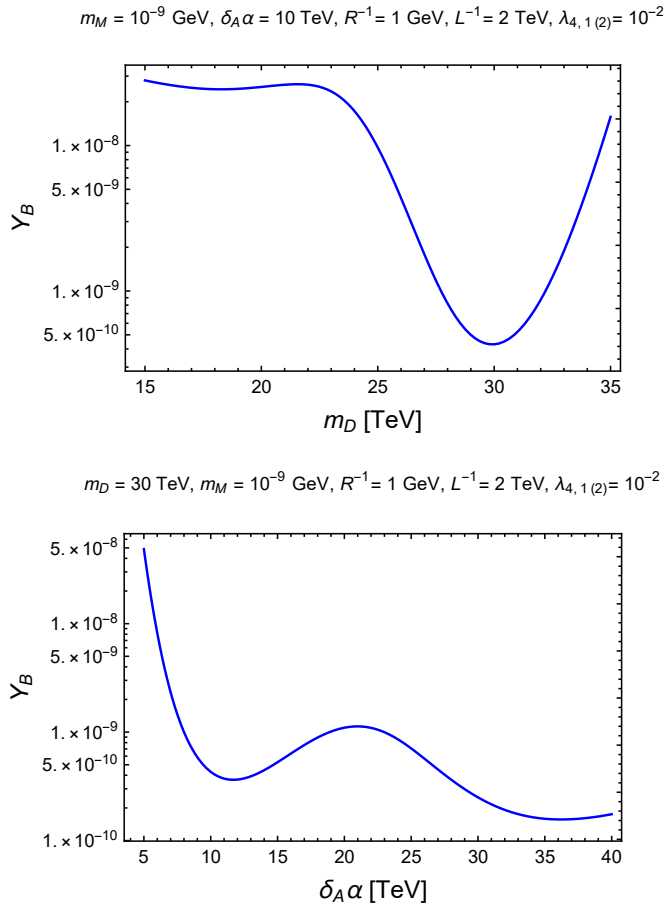 m_M = 10^-9 GeV, δ_Aα = 10 TeV, R^-1 = 1 GeV, L^-1 = 2 TeV, λ_4, 1 (2) = 10^-2
1. × 10^-8
5. × 10^-9
Y_B
1. × 10^-9
5. × 10^-10
15 20 25 30 35
m_D [TeV]
m_D = 30 TeV, m_M = 10^-9 GeV, R^-1 = 1 GeV, L^-1 = 2 TeV, λ_4, 1 (2) = 10^-2
5. × 10^-8
1. × 10^-8
5. × 10^-9
Y_B
1. × 10^-9
5. × 10^-10
1. × 10^-10
5 10 15 20 25 30 35 40
δ_Aα [TeV]